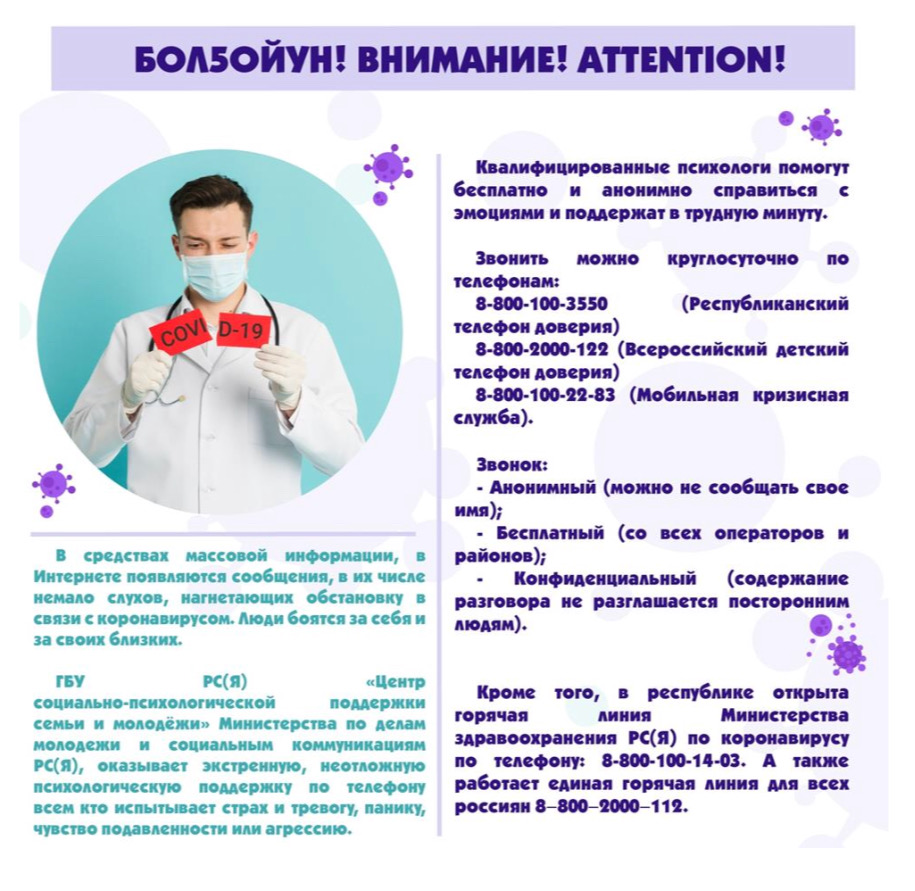 БОЛ5ОЙУН! ВНИМАНИЕ! ATTENTION!
COVI D-19
В средствах массовой информации, в
Интернете появляются сообщения, в их числе
немало слухов, нагнетающих обстановку в
связи с коронавирусом. Люди боятся за себя и
за своих близких.
ГБУ РС(Я) «Центр
социально-психологической поддержки
семьи и молодёжи» Министерства по делам
молодежи и социальным коммуникациям
РС(Я), оказывает экстренную, неотложную
психологическую поддержку по телефону
всем кто испытывает страх и тревогу, панику,
чувство подавленности или агрессию.
Квалифицированные психологи помогут
бесплатно и анонимно справиться с
эмоциями и поддержат в трудную минуту.
Звонить можно круглосуточно по
телефонам:
8-800-100-3550 (Республиканский
телефон доверия)
8-800-2000-122 (Всероссийский детский
телефон доверия)
8-800-100-22-83 (Мобильная кризисная
служба).
Звонок:
- Анонимный (можно не сообщать свое
имя);
- Бесплатный (со всех операторов и
районов);
- Конфиденциальный (содержание
разговора не разглашается посторонним
людям).
Кроме того, в республике открыта
горячая линия Министерства
здравоохранения РС(Я) по коронавирусу
по телефону: 8-800-100-14-03. А также
работает единая горячая линия для всех
россиян 8–800–2000–112.